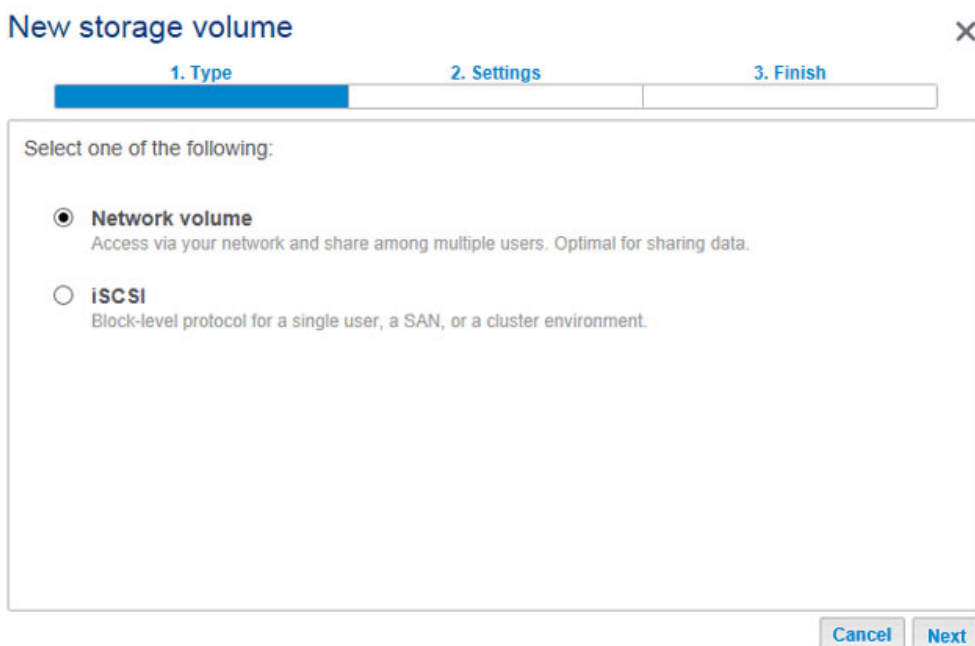 New storage volume
1. Type
2. Settings
3. Finish
Select one of the following:
Network volume
Access via your network and share among multiple users. Optimal for sharing data.
iSCSI
Block-level protocol for a single user, a SAN, or a cluster environment.
Cancel
Next